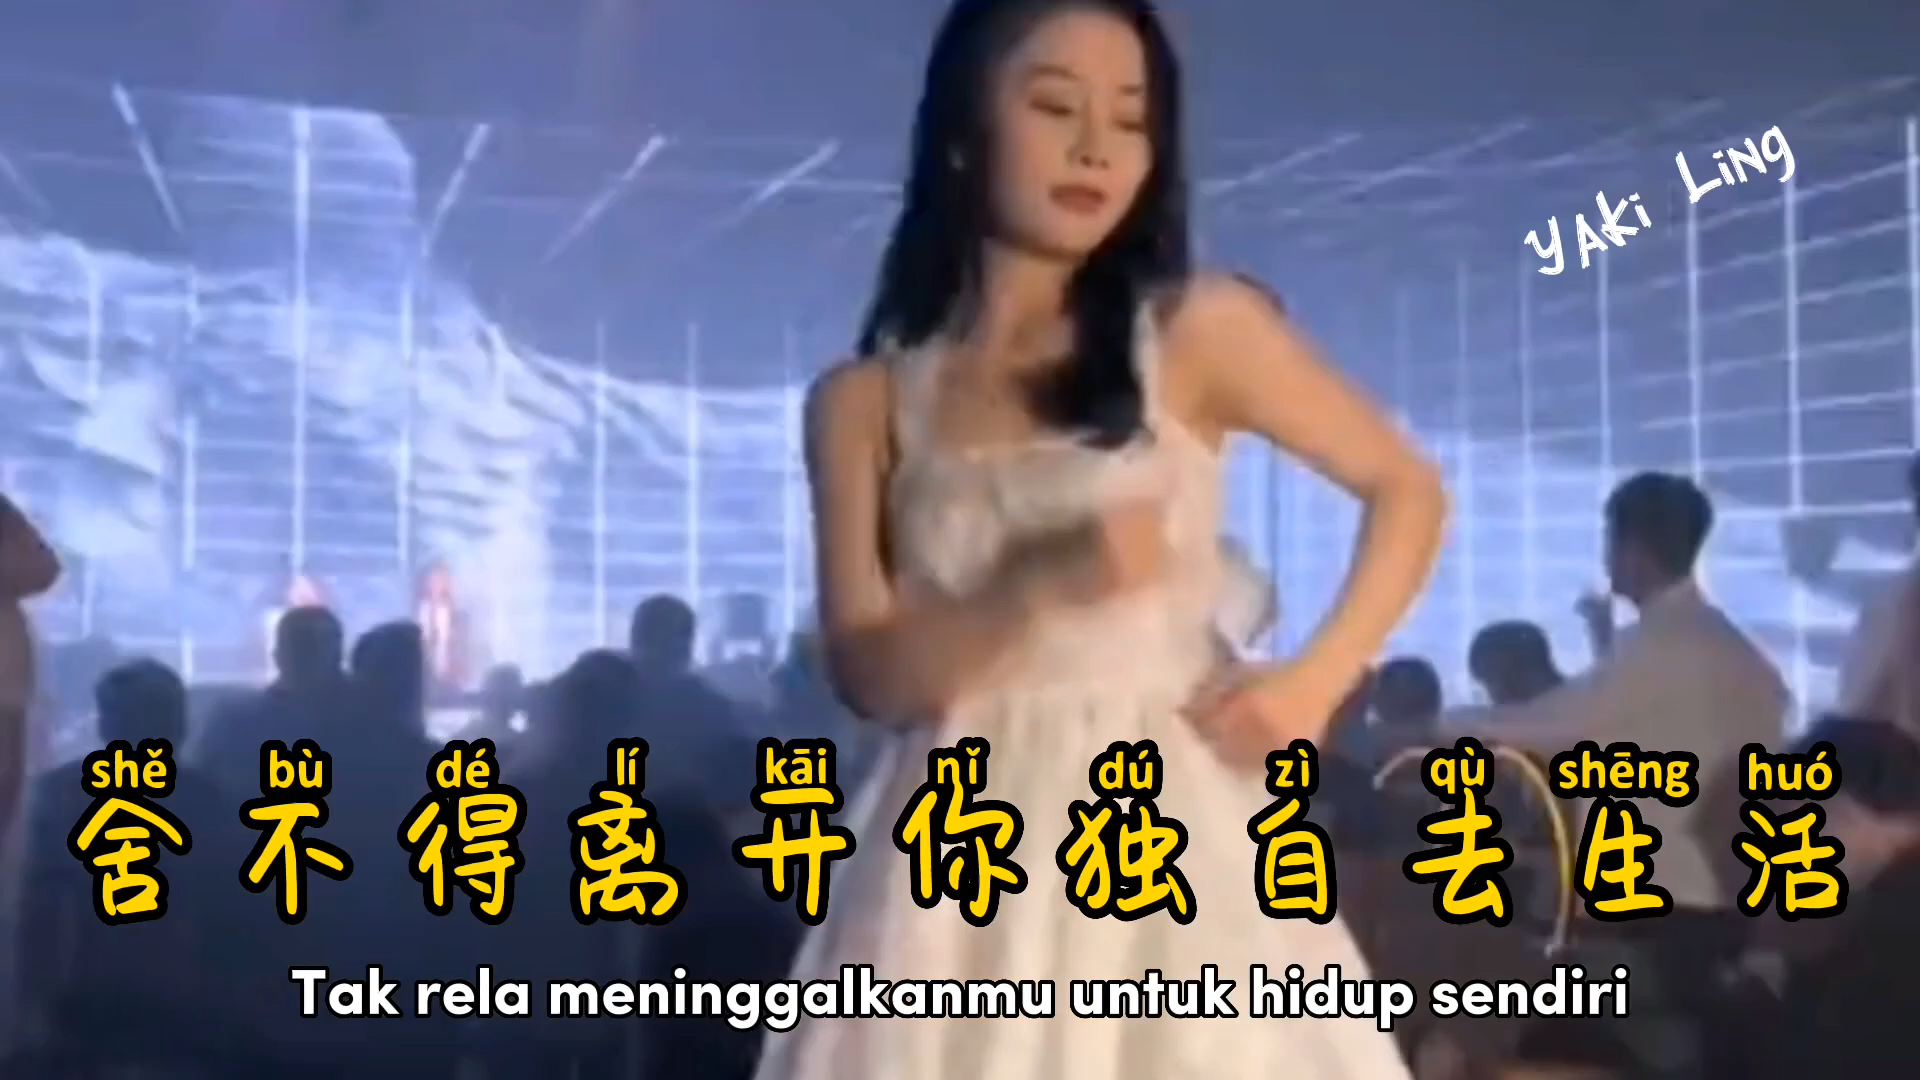 YAKi LiNg
shě bù dé lí kāi nǐ dú zì qù shēng huó
舍不得离开你独自去生活
Tak rela meninggalkanmu untuk hidup sendiri